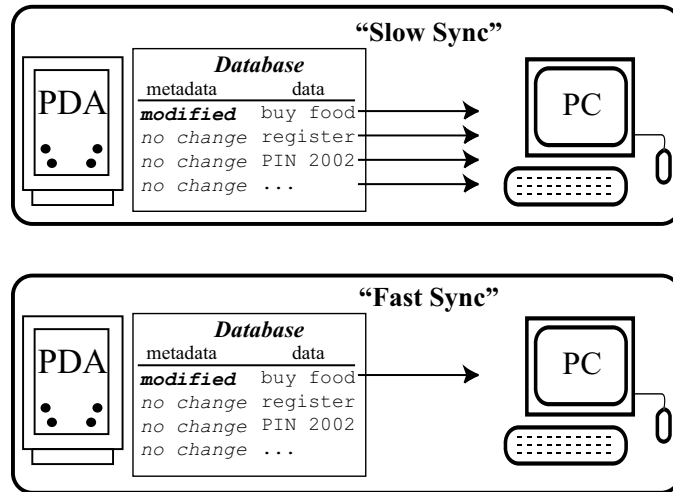 “Slow Sync”
Database
metadata data
PDA
modified buy food
no change register
no change PIN 2002
no change ...
PC
“Fast Sync”
Database
metadata data
PDA
modified buy food
no change register
no change PIN 2002
no change ...
PC